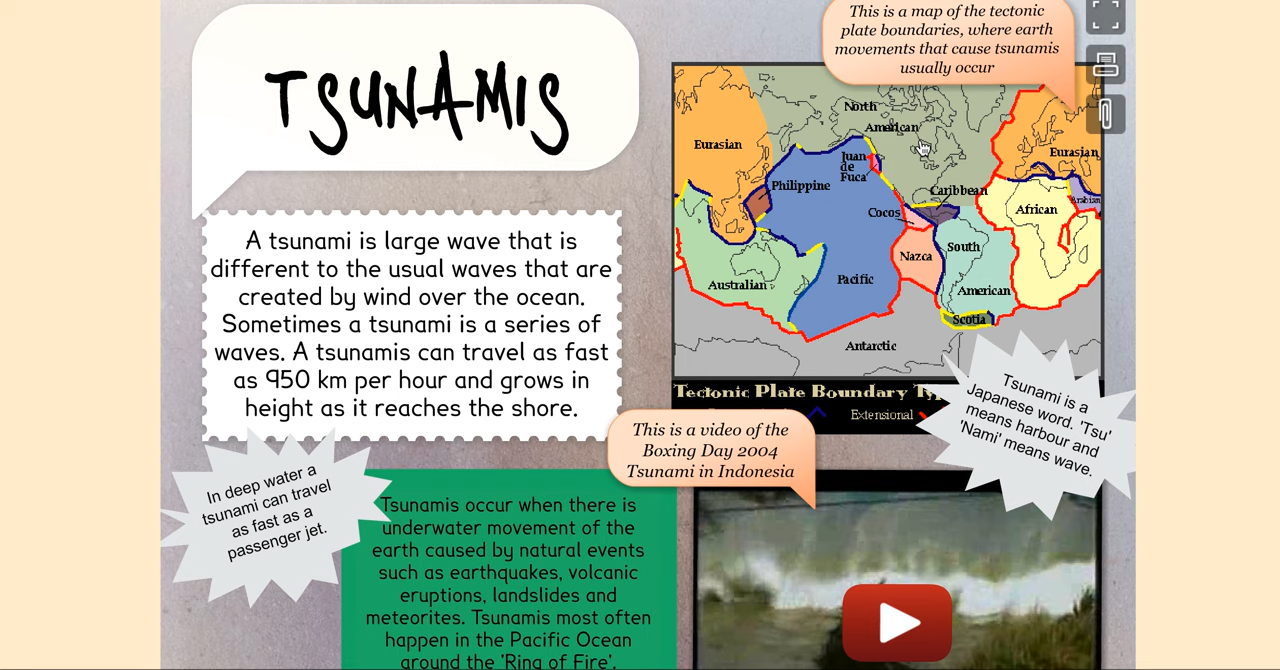 TSUNAMIS
This is a map of the tectonic
plate boundaries, where earth
movements that cause tsunamis
usually occur
North
American
Eurasian
Juan
de
Fuca
Eurasian
Philippine
Caribbean
Arabian
African
Cocos
South
Nazca
Australian
Pacific
American
Scotia
Antarctic
Tectonic Plate Boundary
Extensional
A tsunami is large wave that is
different to the usual waves that are
created by wind over the ocean.
Sometimes a tsunami is a series of
waves. A tsunamis can travel as fast
as 950 km per hour and grows in
height as it reaches the shore.
Tsunami is a
Japanese word. 'Tsu'
means harbour and
'Nami' means wave.
This is a video of the
Boxing Day 2004
Tsunami in Indonesia
In deep water a
tsunami can travel
as fast as a
passenger jet.
Tsunamis occur when there is
underwater movement of the
earth caused by natural events
such as earthquakes, volcanic
eruptions, landslides and
meteorites. Tsunamis most often
happen in the Pacific Ocean
around the 'Ring of Fire'.